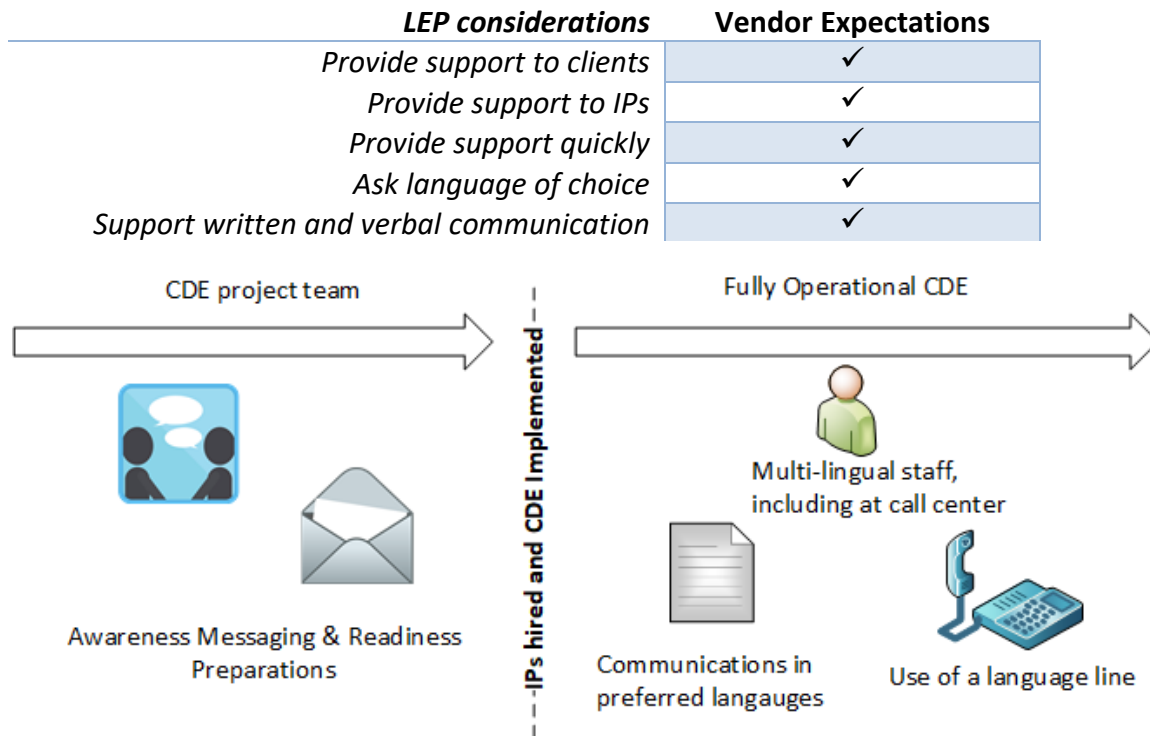 LEP considerations Vendor Expectations
Provide support to clients ✓
Provide support to IPs ✓
Provide support quickly ✓
Ask language of choice ✓
Support written and verbal communication ✓
CDE project team
Fully Operational CDE
IPs hired and CDE Implemented
Multi-lingual staff,
including at call center
Awareness Messaging & Readiness
Preparations
Communications in
preferred langauges
Use of a language line